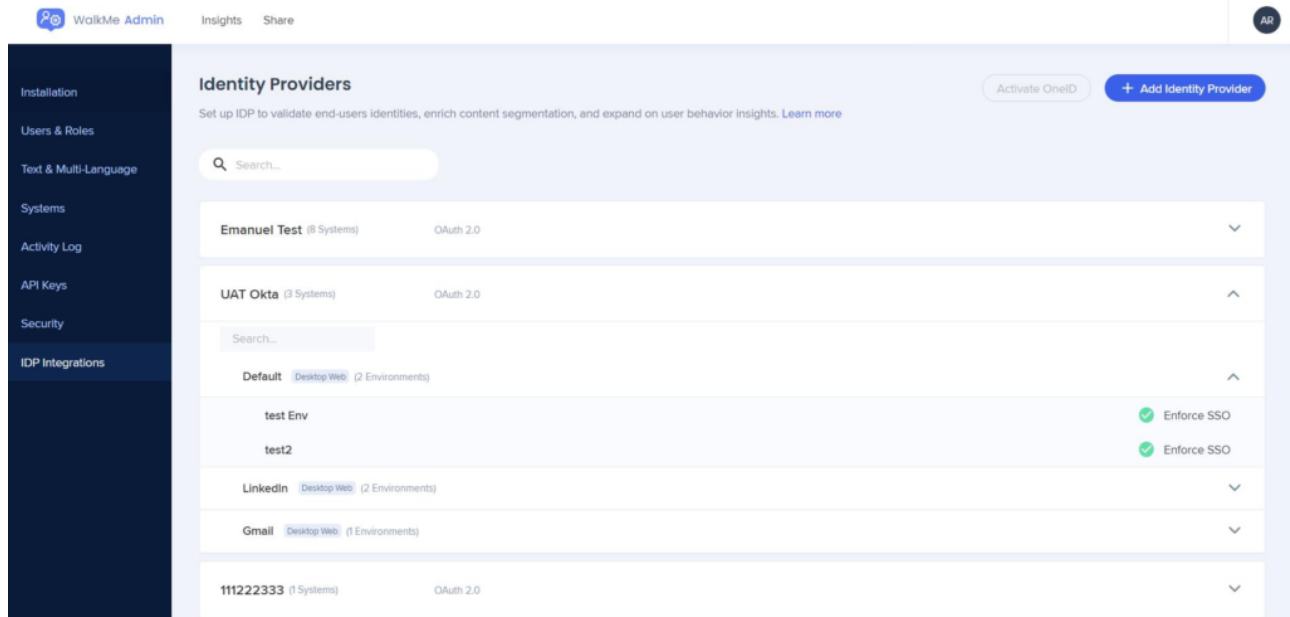 WalkMe Admin Insights Share AR
Installation
Users & Roles
Text & Multi-Language
Systems
Activity Log
API Keys
Security
IDP Integrations
Identity Providers
Activate OneID
+ Add Identity Provider
Set up IDP to validate end-users identities, enrich content segmentation, and expand on user behavior insights. Learn more
Search...
Emanuel Test (8 Systems) OAuth 2.0
UAT Okta (3 Systems) OAuth 2.0
Search...
Default Desktop Web (2 Environments)
test Env Enforce SSO
test2 Enforce SSO
LinkedIn Desktop Web (2 Environments)
Gmail Desktop Web (1 Environments)
111222333 (1 Systems) OAuth 2.0